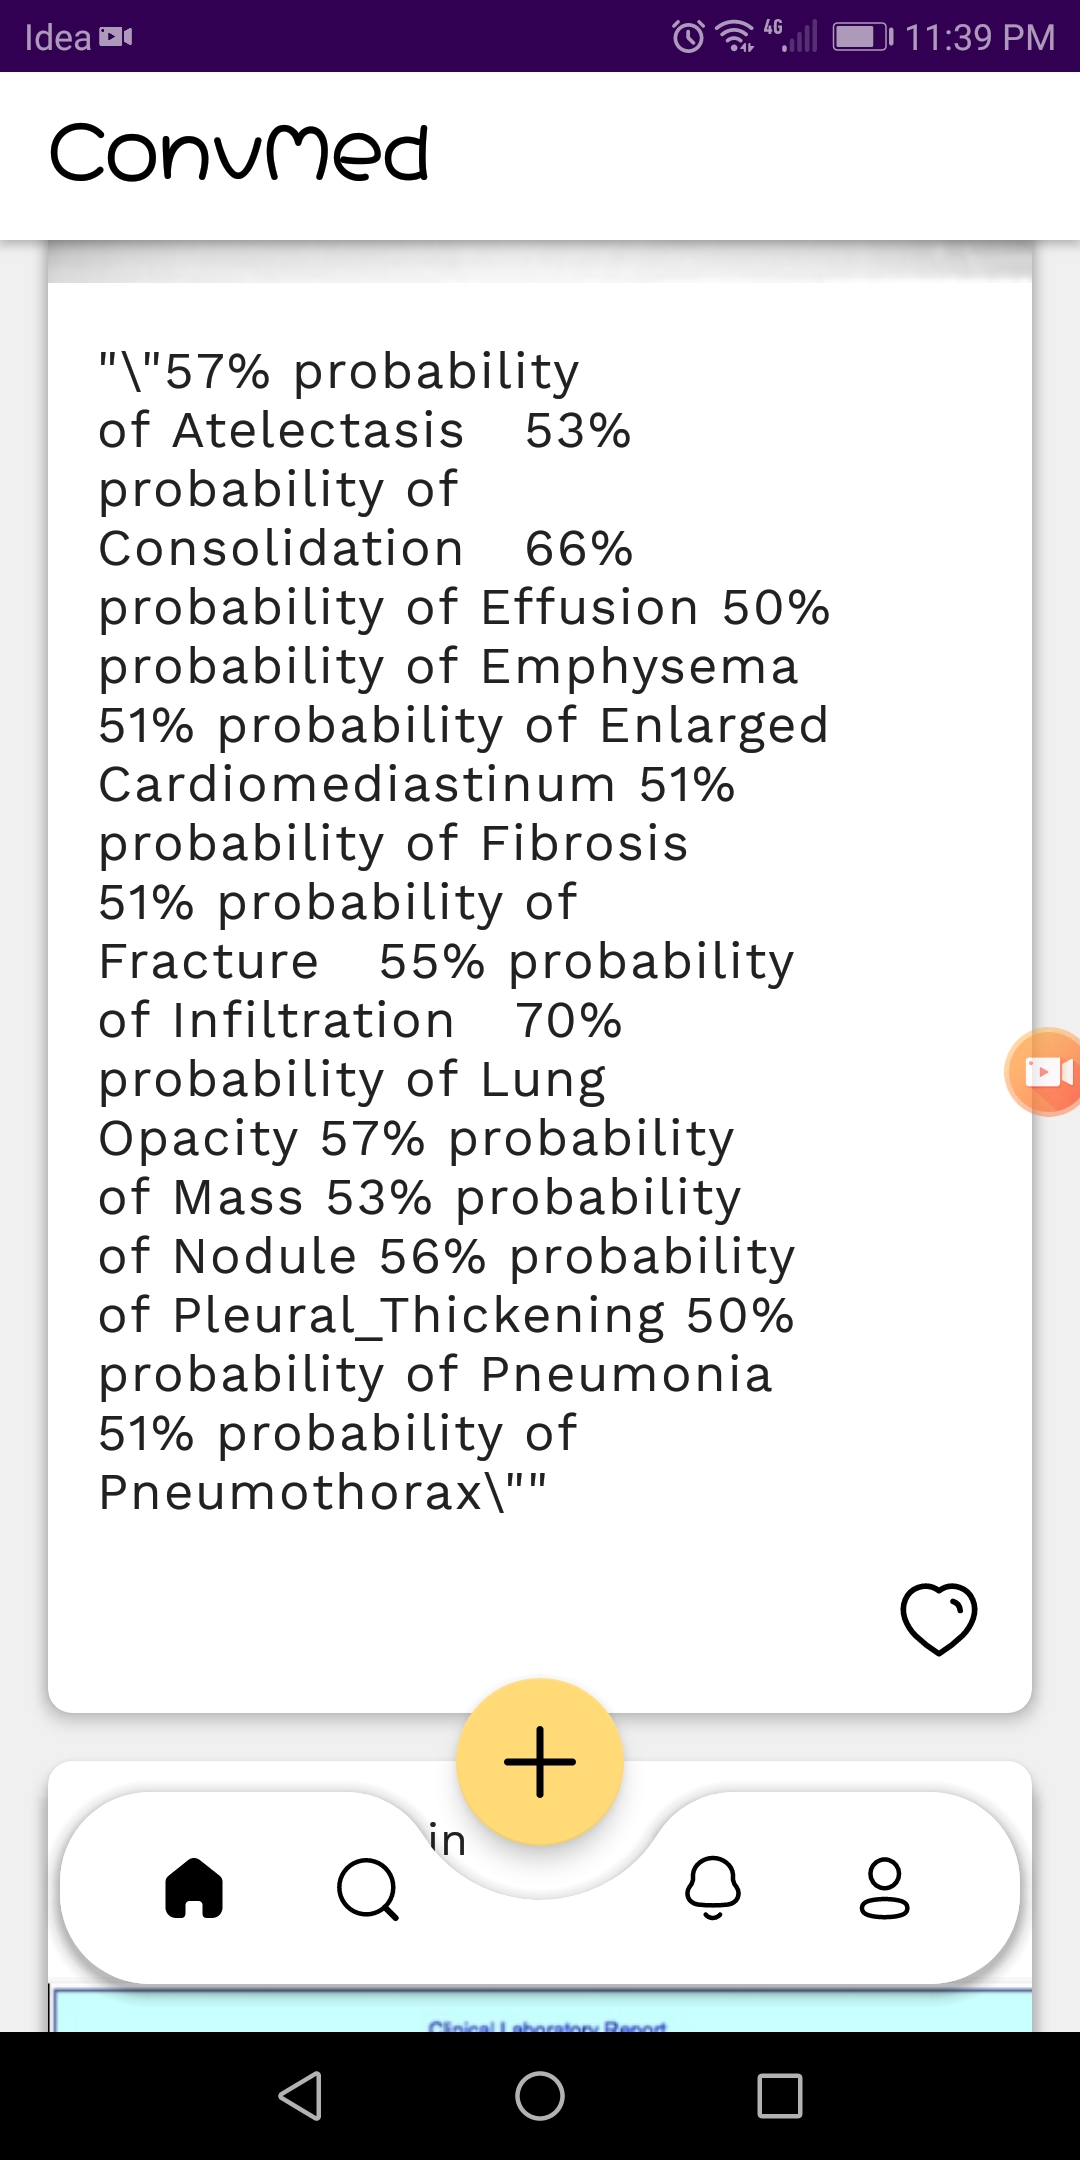 Idea
4G
11:39 PM
ConvMed
"\"57% probability
of Atelectasis 53%
probability of
Consolidation 66%
probability of Effusion 50%
probability of Emphysema
51% probability of Enlarged
Cardiomediastinum 51%
probability of Fibrosis
51% probability of
Fracture 55% probability
of Infiltration 70%
probability of Lung
Opacity 57% probability
of Mass 53% probability
of Nodule 56% probability
of Pleural_Thickening 50%
probability of Pneumonia
51% probability of
Pneumothorax\""
in
Clinical Laboratory Report